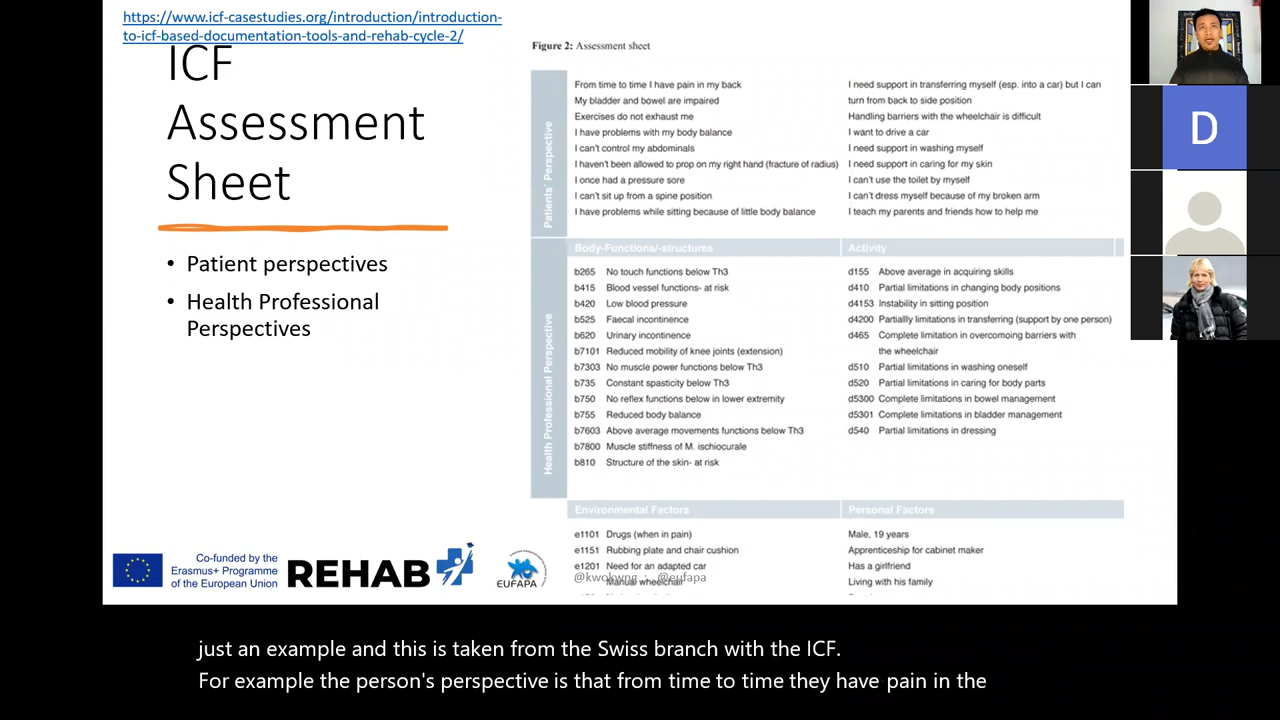 https://www.icf-casestudies.org/introduction/introduction-
to-icf-based-documentation-tools-and-rehab-cycle-2/
ICF
Assessment
Sheet
• Patient perspectives
• Health Professional
Perspectives
Figure 2: Assessment sheet
Patients´ Perspective
From time to time I have pain in my back
My bladder and bowel are impaired
Exercises do not exhaust me
I have problems with my body balance
I can't control my abdominals
I haven't been allowed to prop on my right hand (fracture of radius)
I once had a pressure sore
I can't sit up from a spine position
I have problems while sitting because of little body balance
I need support in transferring myself (esp. into a car) but I can
turn from back to side position
Handling barriers with the wheelchair is difficult
I want to drive a car
I need support in washing myself
I need support in caring for my skin
I can't use the toilet by myself
I can't dress myself because of my broken arm
I teach my parents and friends how to help me
Health Professional Perspective
Body-Functions/-structures
b265 No touch functions below Th3
b415 Blood vessel functions- at risk
b420 Low blood pressure
b525 Faecal incontinence
b620 Urinary incontinence
b7101 Reduced mobility of knee joints (extension)
b7303 No muscle power functions below Th3
b735 Constant spasticity below Th3
b750 No reflex functions below in lower extremity
b755 Reduced body balance
b7603 Above average movements functions below Th3
b7800 Muscle stiffness of M. ischiocurale
b810 Structure of the skin- at risk
Activity
d155 Above average in acquiring skills
d410 Partial limitations in changing body positions
d4153 Instability in sitting position
d4200 Partiallly limitations in transferring (support by one person)
d465 Complete limitation in overcomoing barriers with
the wheelchair
d510 Partial limitations in washing oneself
d520 Partial limitations in caring for body parts
d5300 Complete limitations in bowel management
d5301 Complete limitations in bladder management
d540 Partial limitations in dressing
Environmental Factors
e1101 Drugs (when in pain)
e1151 Rubbing plate and chair cushion
e1201 Need for an adapted car
Manual wheelchair
Personal Factors
Male, 19 years
Apprenticeship for cabinet maker
Has a girlfriend
Living with his family
@kwokwng : @eufapa
Co-funded by the
Erasmus+ Programme
of the European Union
REHAB
EUFAPA
D
just an example and this is taken from the Swiss branch with the ICF.
For example the person's perspective is that from time to time they have pain in the